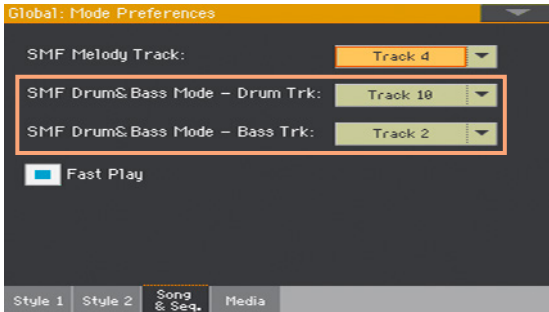 Global: Mode Preferences
SMF Melody Track: Track 4
SMF Drum&Bass Mode - Drum Trk: Track 10
SMF Drum&Bass Mode - Bass Trk: Track 2
Fast Play
Style 1 Style 2 Song & Seq. Media